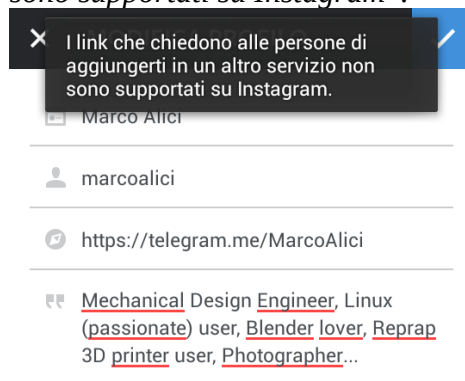 sono supportati su Instagram".
I link che chiedono alle persone di
aggiungerti in un altro servizio non
sono supportati su Instagram.
Marco Alici
marcoalici
https://telegram.me/MarcoAlici
Mechanical Design Engineer, Linux
(passionate) user, Blender lover, Reprap
3D printer user, Photographer...